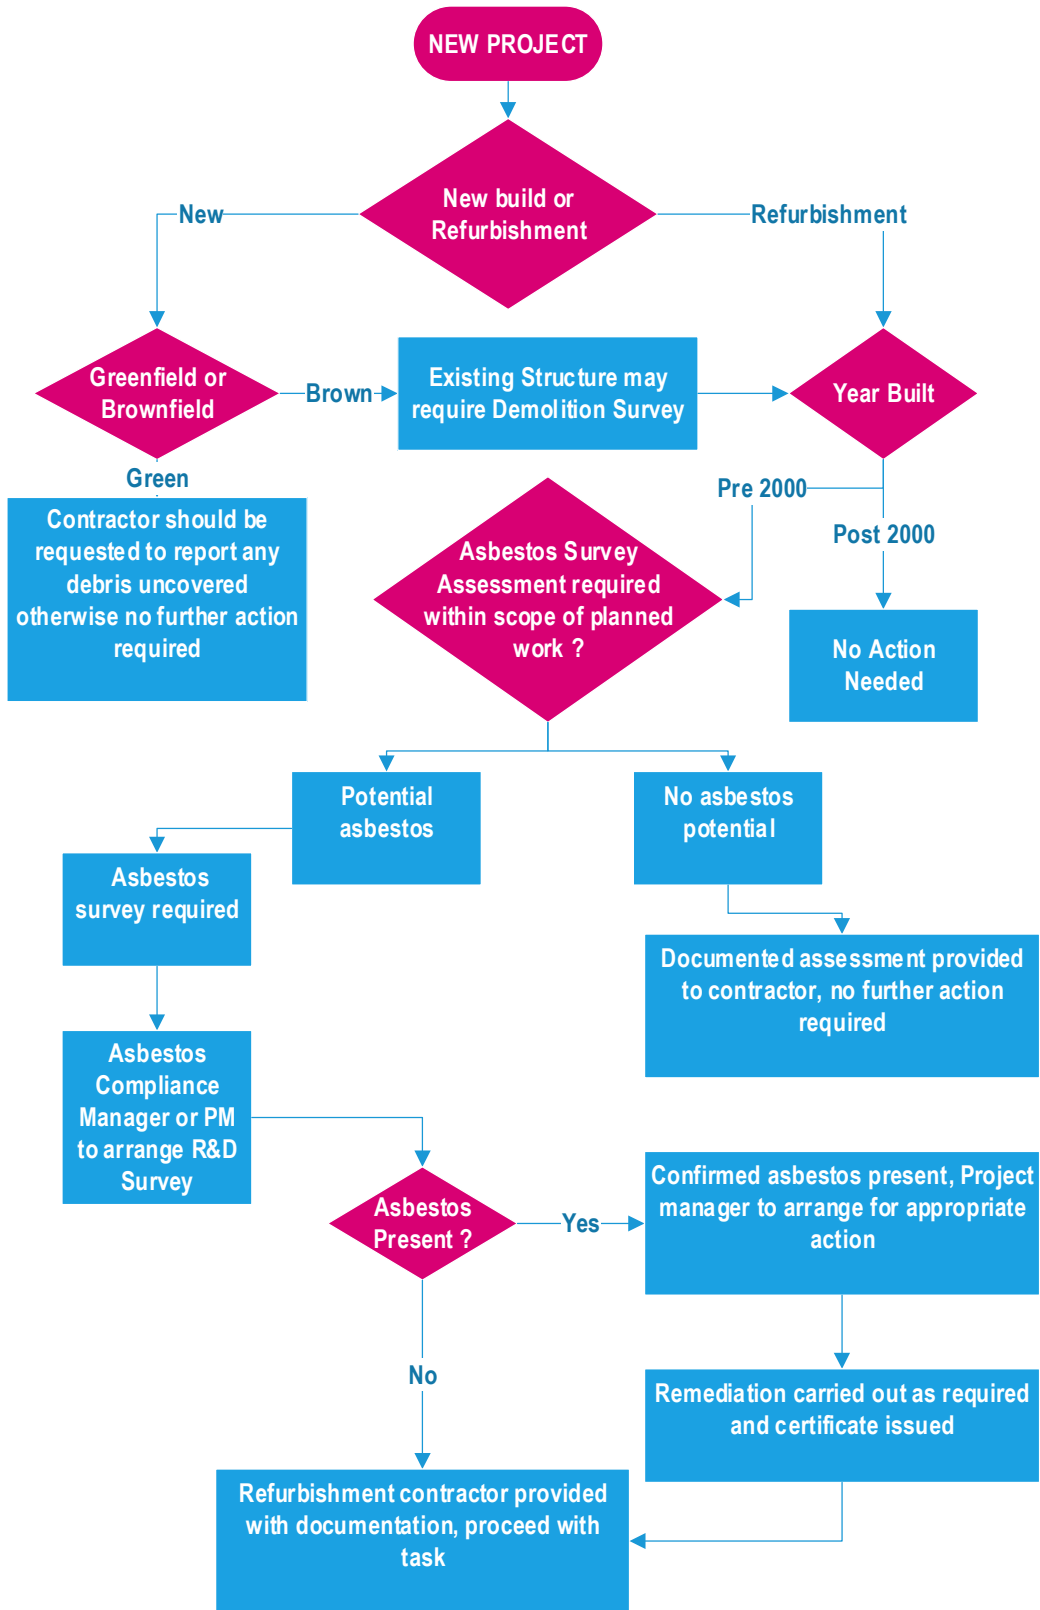 NEW PROJECT
New build or
Refurbishment
New
Refurbishment
Greenfield or
Brownfield
Brown
Existing Structure may
require Demolition Survey
Year Built
Green
Contractor should be
requested to report any
debris uncovered
otherwise no further action
required
Pre 2000
Post 2000
Asbestos Survey
Assessment required
within scope of planned
work ?
No Action
Needed
Potential
asbestos
No asbestos
potential
Asbestos
survey required
Documented assessment provided
to contractor, no further action
required
Asbestos
Compliance
Manager or PM
to arrange R&D
Survey
Asbestos
Present ?
Yes
Confirmed asbestos present, Project
manager to arrange for appropriate
action
No
Remediation carried out as required
and certificate issued
Refurbishment contractor provided
with documentation, proceed with
task